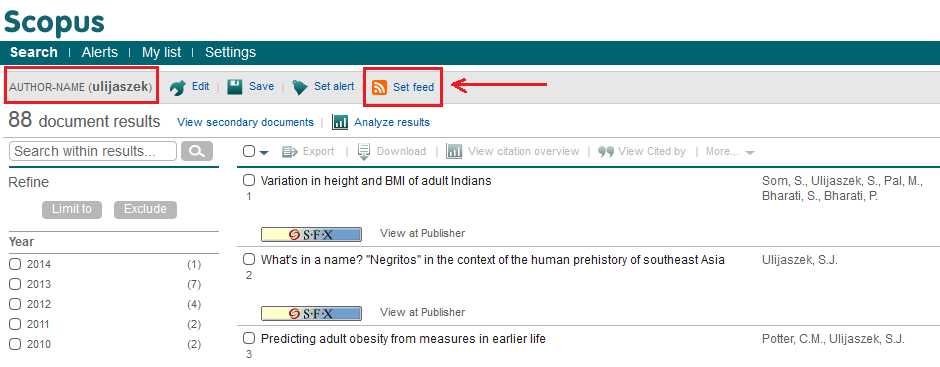 Scopus
Search | Alerts | My list | Settings
AUTHOR-NAME (ulijaszek) Edit | Save | Set alert | Set feed
88 document results View secondary documents | Analyze results
Search within results...
Export | Download | View citation overview | View Cited by | More...
Refine
Limit to Exclude
Year
2014 (1)
2013 (7)
2012 (4)
2011 (2)
2010 (2)
Variation in height and BMI of adult Indians Som, S., Ulijaszek, S., Pal, M.,
1 Bharati, S., Bharati, P.
S·F·X View at Publisher
What's in a name? "Negritos" in the context of the human prehistory of southeast Asia Ulijaszek, S.J.
2
S·F·X View at Publisher
Predicting adult obesity from measures in earlier life Potter, C.M., Ulijaszek, S.J.
3